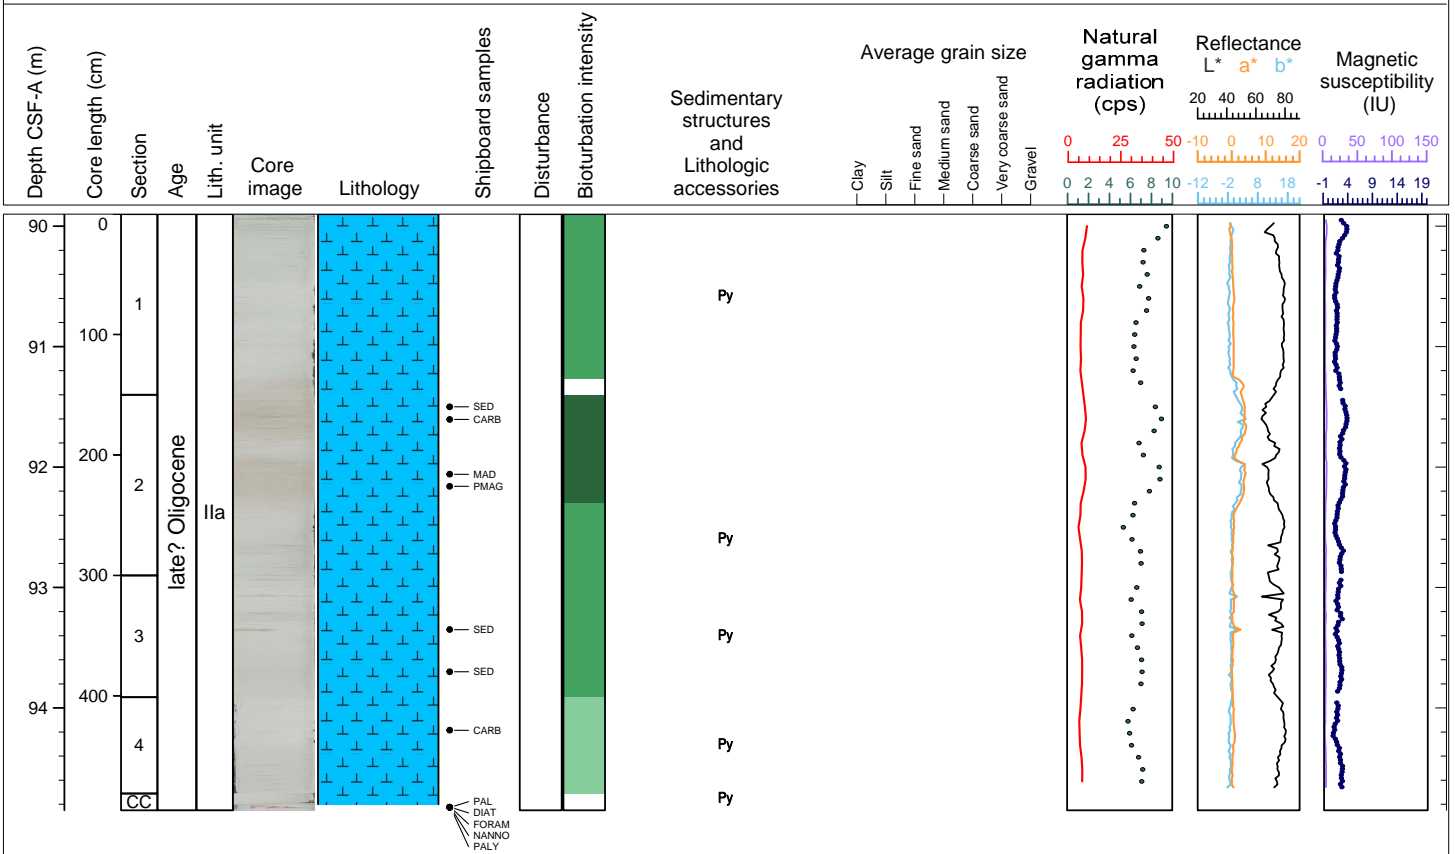 Depth CSF-A (m)
Core length (cm)
Section
Age
Lith. unit
Core
image
Lithology
Shipboard samples
Disturbance
Bioturbation intensity
Sedimentary
structures
and
Lithologic
accessories
Average grain size
Clay
Silt
Fine sand
Medium sand
Coarse sand
Very coarse sand
Gravel
Natural
gamma
radiation
(cps)
0 25 50
0 2 4 6 8 10
Reflectance
L* a* b*
20 40 60 80
-10 0 10 20
-12 -2 8 18
Magnetic
susceptibility
(IU)
0 50 100 150
-1 4 9 14 19
90
91
92
93
94
0
100
200
300
400
1
2
3
4
CC
late? Oligocene
IIa
SED
CARB
MAD
PMAG
SED
SED
CARB
PAL
DIAT
FORAM
NANNO
PALY
Py
Py
Py
Py
Py